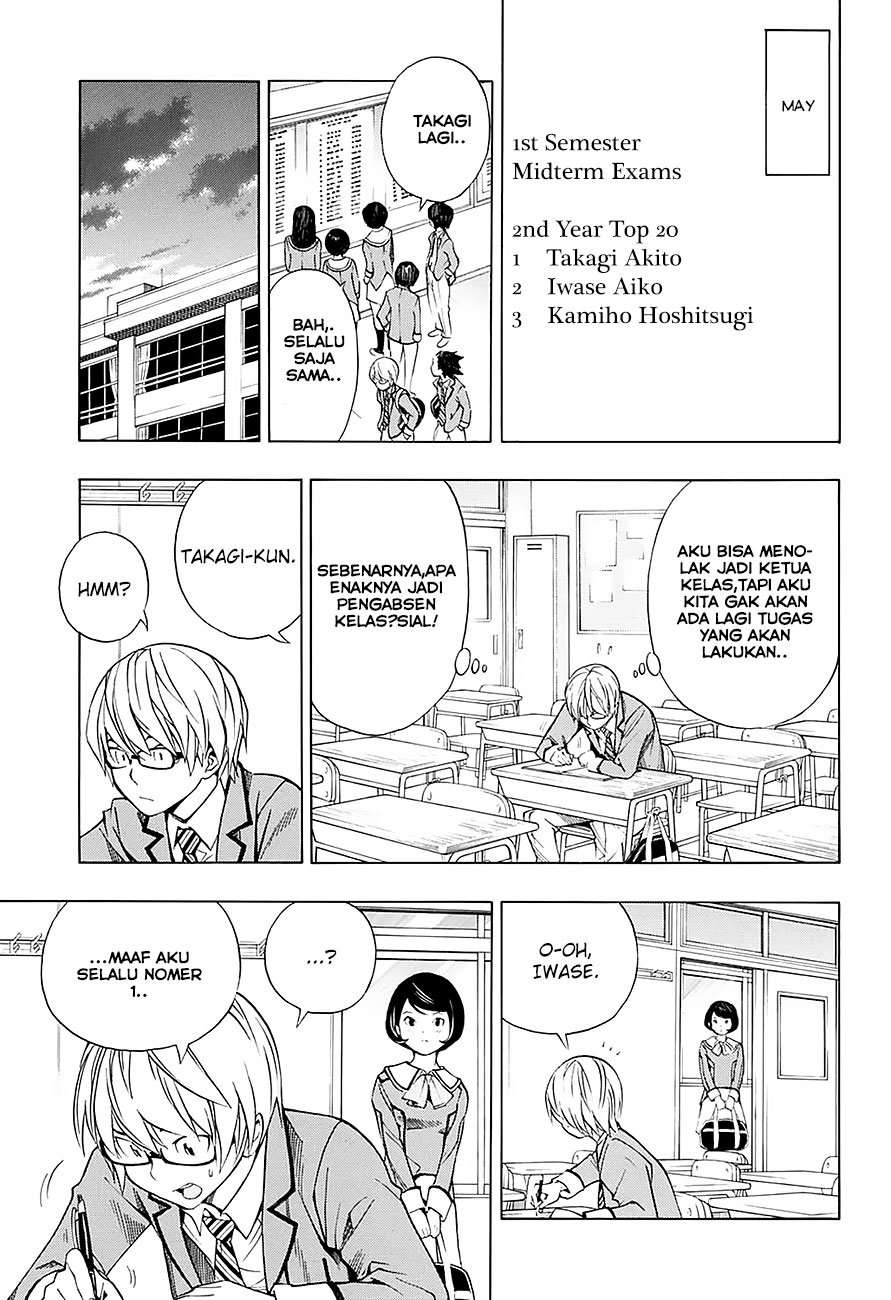 MAY
1st Semester
Midterm Exams
2nd Year Top 20
1 Takagi Akito
2 Iwase Aiko
3 Kamiho Hoshitsugi
TAKAGI
LAGI..
BAH,.
SELALU
SAJA
SAMA..
AKU BISA MENO-
LAK JADI KETUA
KELAS,TAPI AKU
KITA GAK AKAN
ADA LAGI TUGAS
YANG AKAN
LAKUKAN..
SEBENARNYA,APA
ENAKNYA JADI
PENGABSEN
KELAS?SIAL!
TAKAGI-KUN.
HMM?
O-OH,
IWASE.
...?
...MAAF AKU
SELALU NOMER
1..